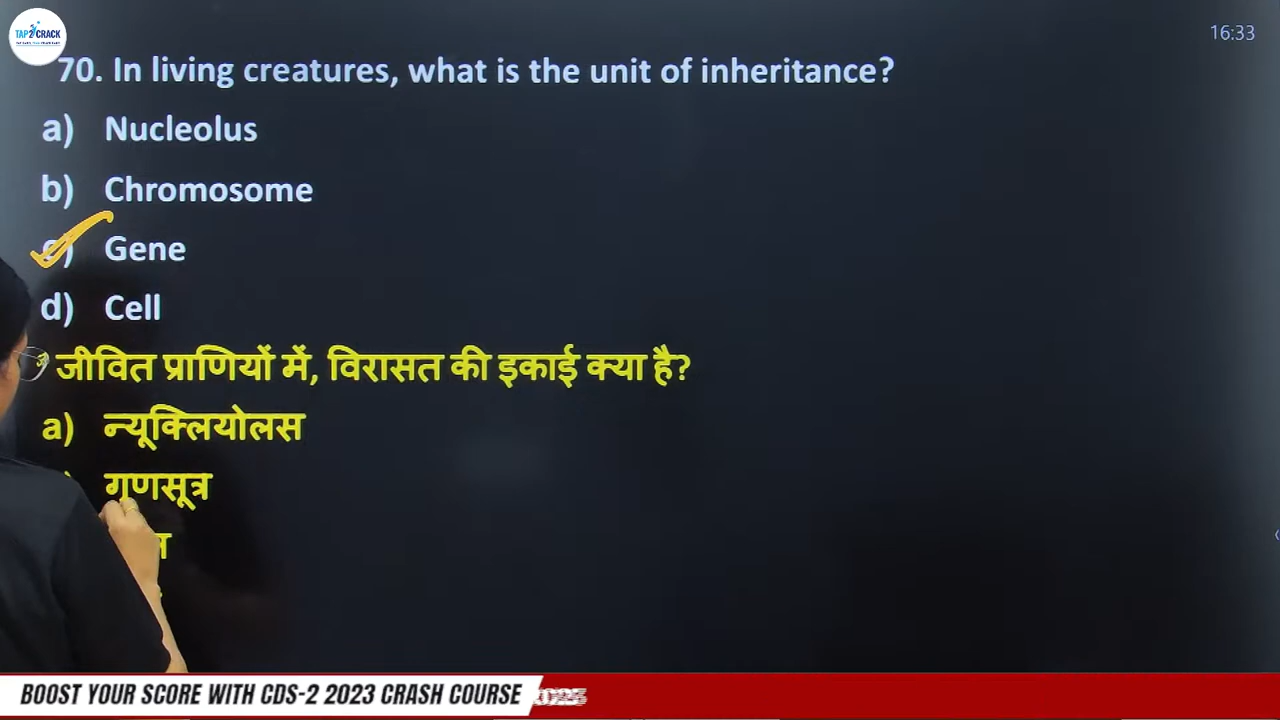 TAP2CRACK
16:33
70. In living creatures, what is the unit of inheritance?
a) Nucleolus
b) Chromosome
c) Gene
d) Cell
जीवित प्राणियों में, विरासत की इकाई क्या है?
a) न्यूक्लियोलस
गुणसूत्र
BOOST YOUR SCORE WITH CDS-2 2023 CRASH COURSE